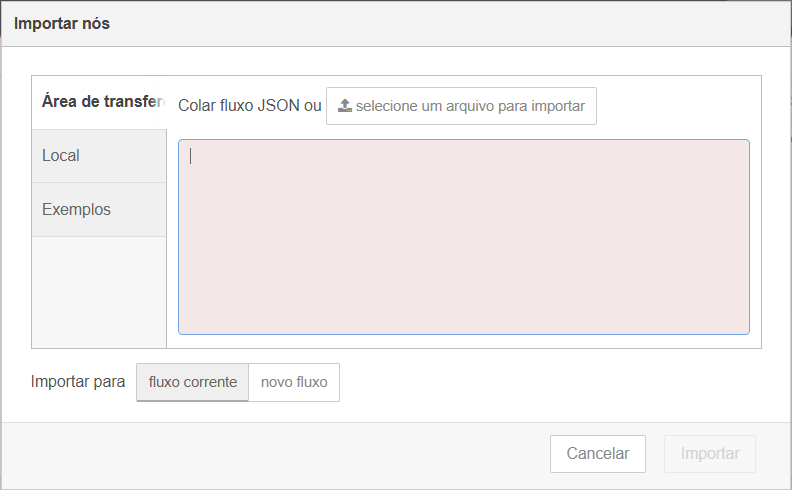 Importar nós
Área de transfer
Colar fluxo JSON ou
selecione um arquivo para importar
Local
Exemplos
Importar para
fluxo corrente
novo fluxo
Cancelar
Importar